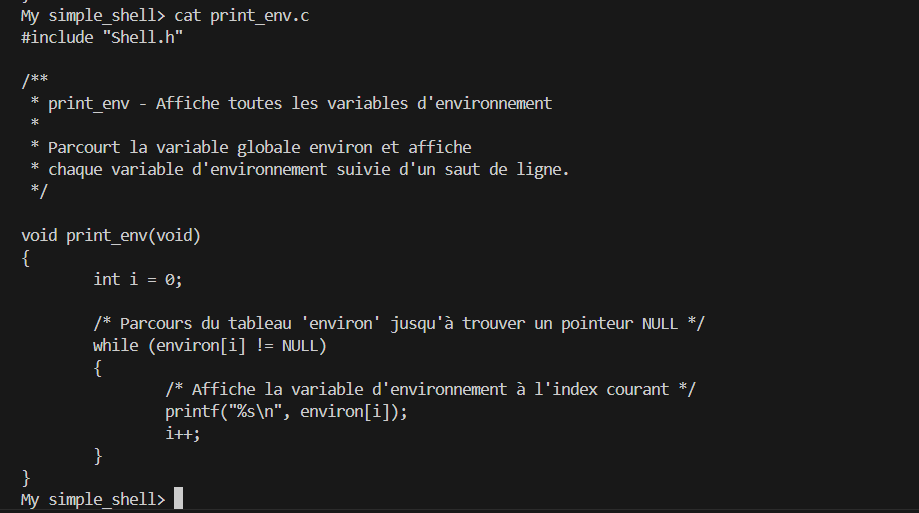 My simple_shell> cat print_env.c
#include "Shell.h"
/**
 * print_env - Affiche toutes les variables d'environnement
 *
 * Parcourt la variable globale environ et affiche
 * chaque variable d'environnement suivie d'un saut de ligne.
 */
void print_env(void)
{
        int i = 0;
        /* Parcours du tableau 'environ' jusqu'à trouver un pointeur NULL */
        while (environ[i] != NULL)
        {
                /* Affiche la variable d'environnement à l'index courant */
                printf("%s\n", environ[i]);
                i++;
        }
}
My simple_shell>